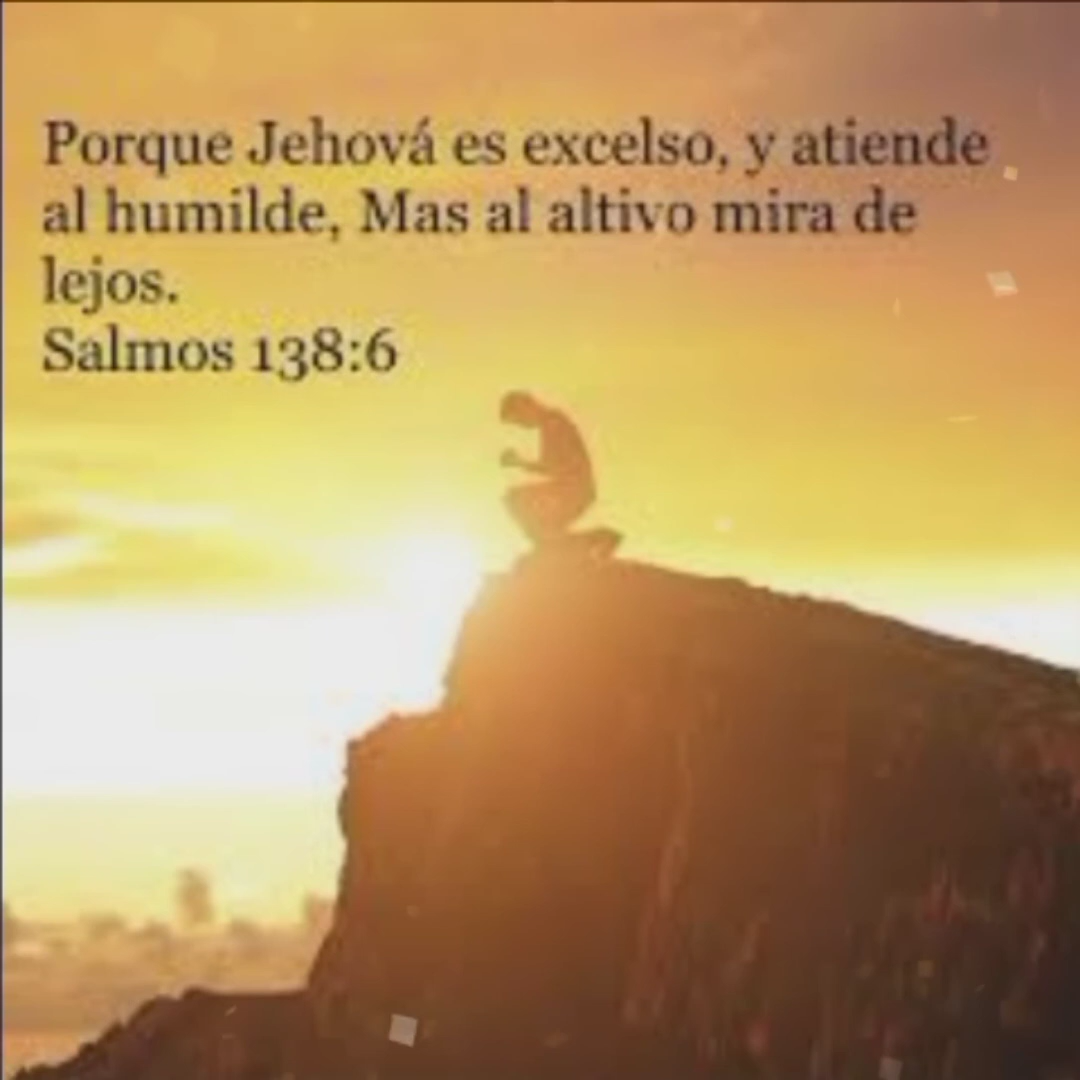 Porque Jehová es excelso, y atiende
al humilde, Mas al altivo mira de
lejos.
Salmos 138:6